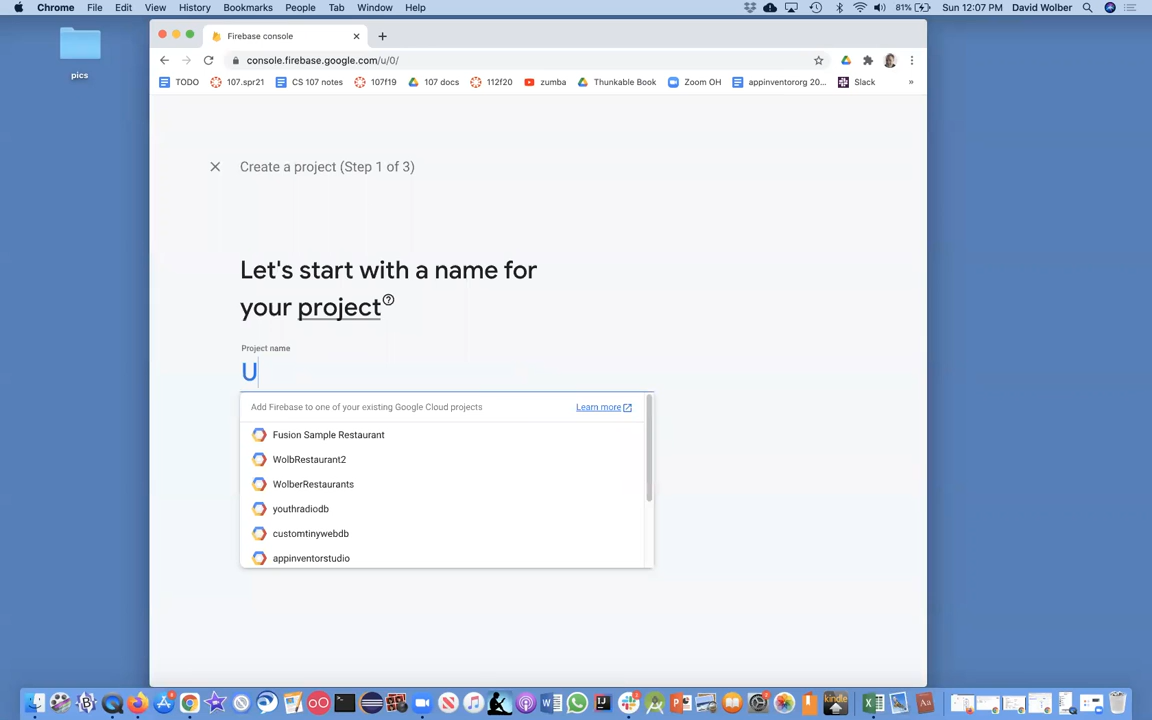 Chrome File Edit View History Bookmarks People Tab Window Help 81% Sun 12:07 PM David Wolber
pics
Firebase console
console.firebase.google.com/u/0/
TODO 107.spr21 CS 107 notes 107f19 107 docs 112f20 zumba Thunkable Book Zoom OH appinventororg 20... Slack »
Create a project (Step 1 of 3)
Let's start with a name for
your project
Project name
U
Add Firebase to one of your existing Google Cloud projects Learn more
Fusion Sample Restaurant
WolbRestaurant2
WolberRestaurants
youthradiodb
customtinywebdb
appinventorstudio